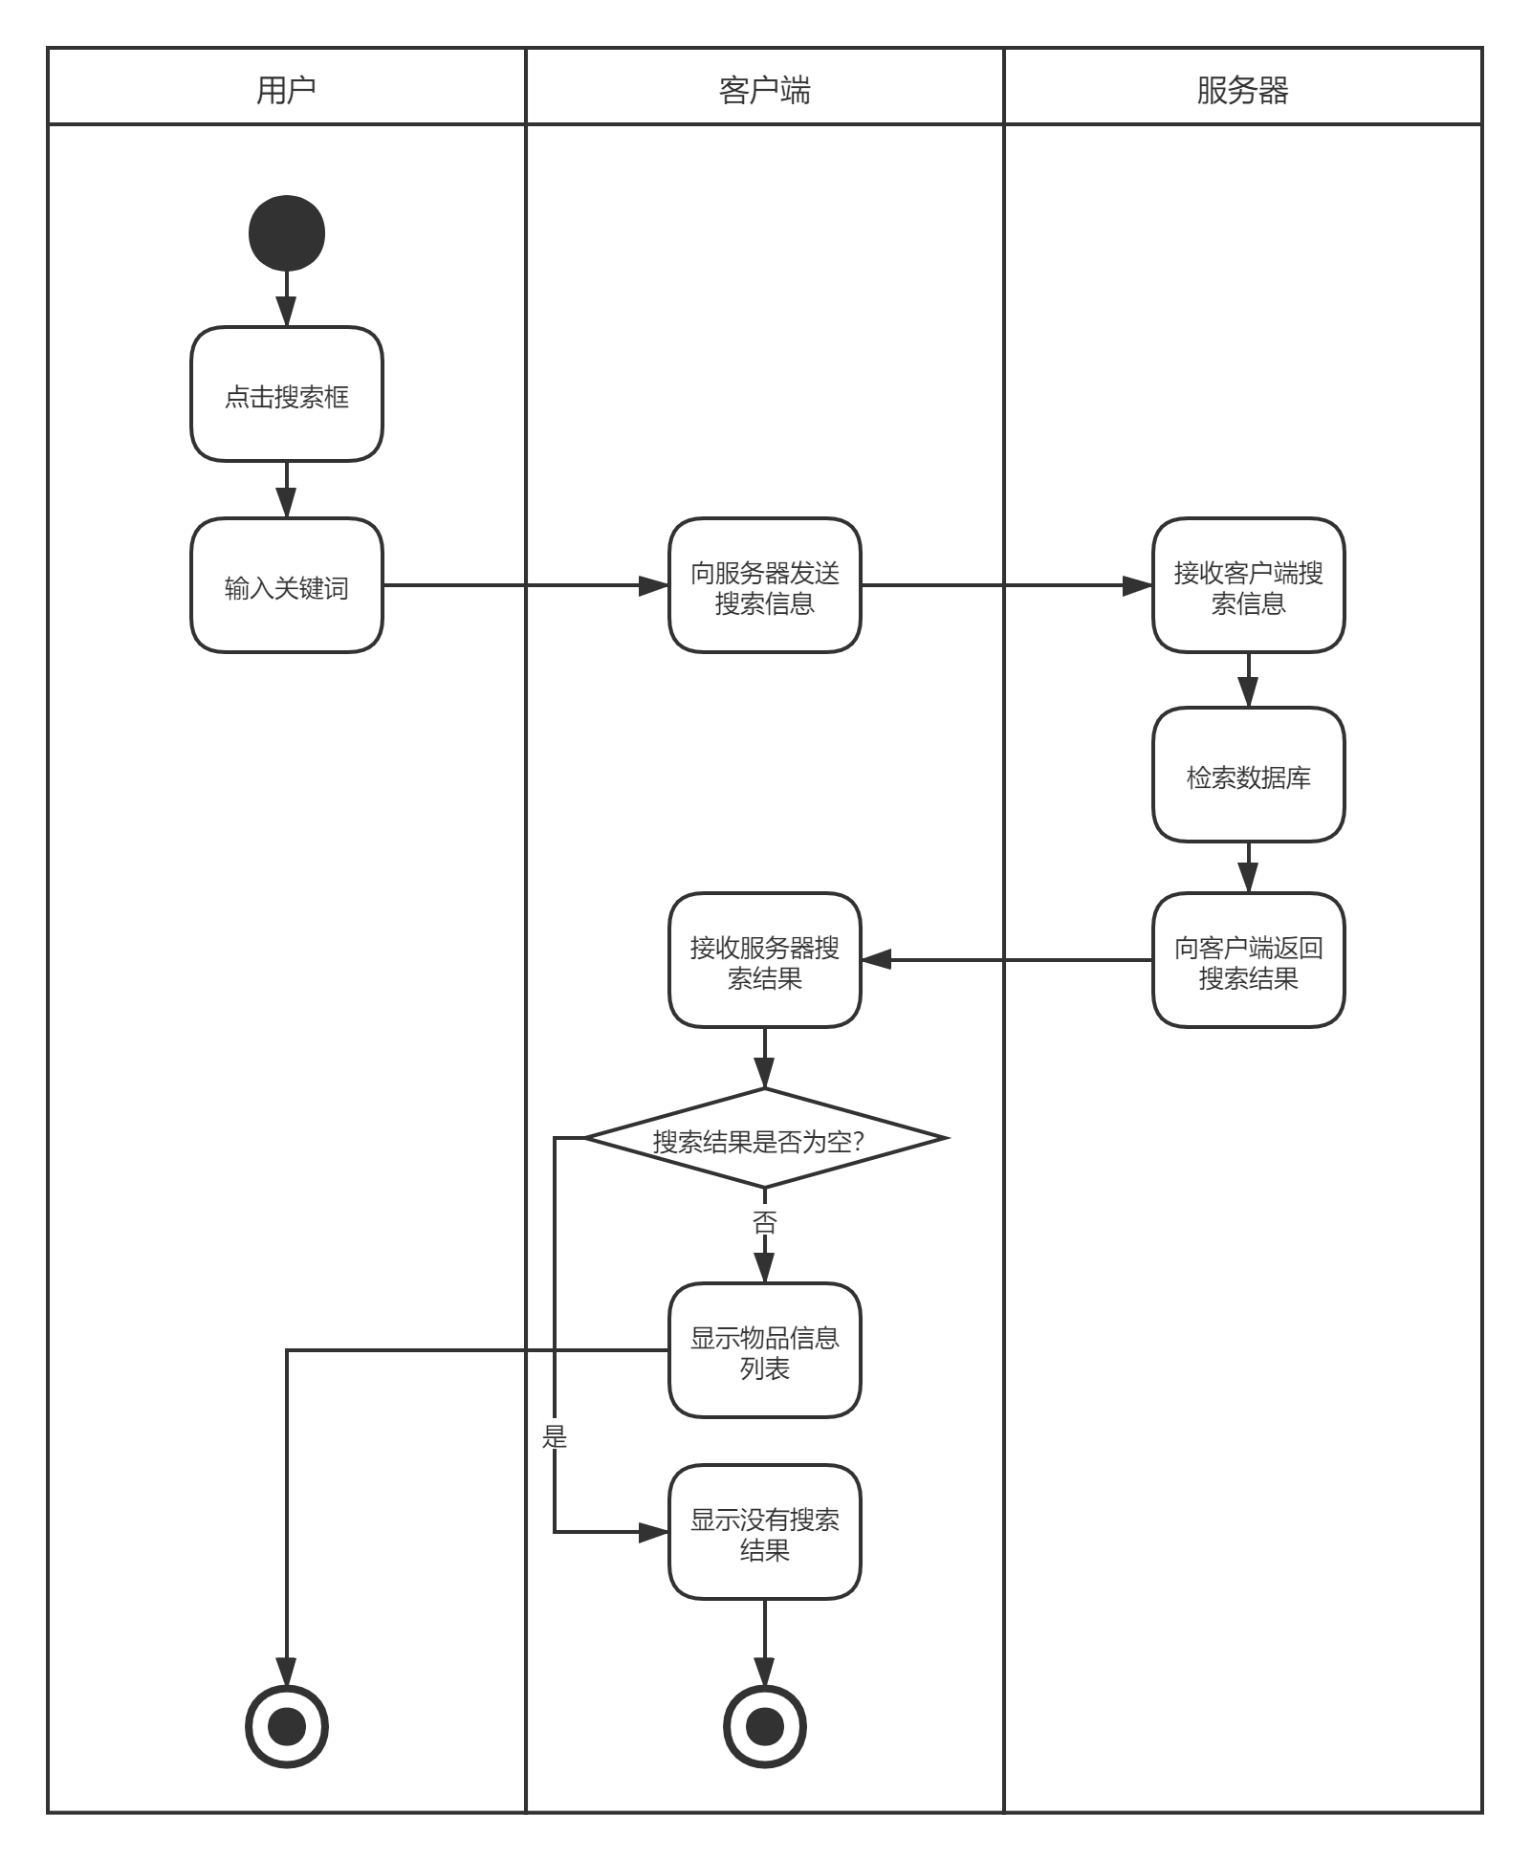 用户
客户端
服务器
点击搜索框
输入关键词
向服务器发送
搜索信息
接收客户端搜
索信息
检索数据库
向客户端返回
搜索结果
接收服务器搜
索结果
搜索结果是否为空?
否
显示物品信息
列表
是
显示没有搜索
结果